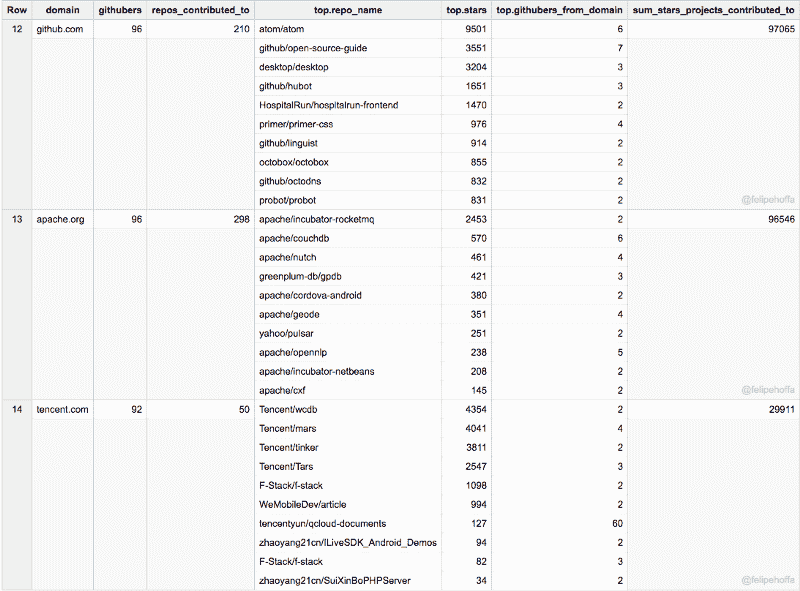 Row domain githubers repos_contributed_to top.repo_name top.stars top.githubers_from_domain sum_stars_projects_contributed_to
12 github.com 96 210 atom/atom 9501 6 97065
github/open-source-guide 3551 7
desktop/desktop 3204 3
github/hubot 1651 3
HospitalRun/hospitalrun-frontend 1470 2
primer/primer-css 976 4
github/linguist 914 2
octobox/octobox 855 2
github/octodns 832 2
probot/probot 831 2 @felipehoffa
13 apache.org 96 298 apache/incubator-rocketmq 2453 2 96546
apache/couchdb 570 6
apache/nutch 461 4
greenplum-db/gpdb 421 3
apache/cordova-android 380 2
apache/geode 351 4
yahoo/pulsar 251 2
apache/opennlp 238 5
apache/incubator-netbeans 208 2
apache/cxf 145 2 @felipehoffa
14 tencent.com 92 50 Tencent/wcdb 4354 2 29911
Tencent/mars 4041 4
Tencent/tinker 3811 2
Tencent/Tars 2547 3
F-Stack/f-stack 1098 2
WeMobileDev/article 994 2
tencentyun/qcloud-documents 127 60
zhaoyang21cn/ILiveSDK_Android_Demos 94 2
F-Stack/f-stack 82 3
zhaoyang21cn/SuiXinBoPHPServer 34 2 @felipehoffa